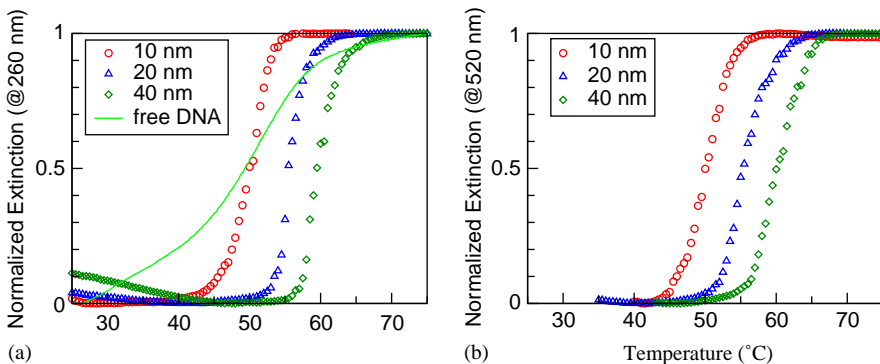 Normalized Extinction (@260 nm)
1
0.5
0
10 nm
20 nm
40 nm
free DNA
30 40 50 60 70
(a)
Normalized Extinction (@520 nm)
1
0.5
0
10 nm
20 nm
40 nm
30 40 50 60 70
(b)
Temperature (°C)